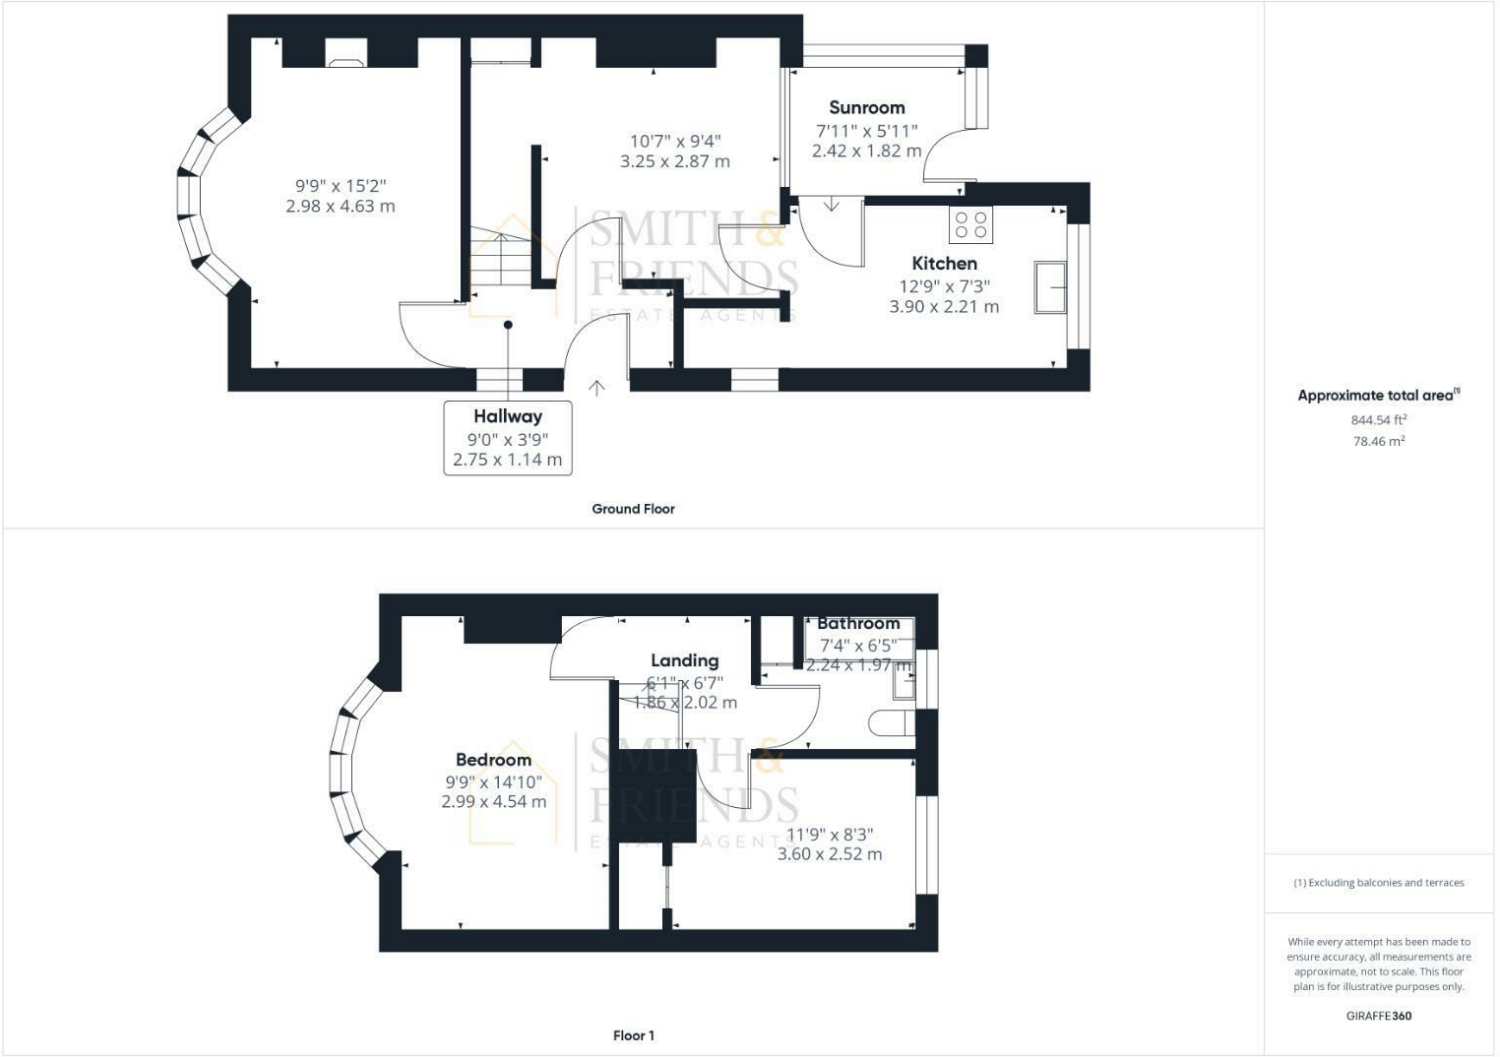 Sunroom
7'11" x 5'11"
2.42 x 1.82 m
10'7" x 9'4"
3.25 x 2.87 m
9'9" x 15'2"
2.98 x 4.63 m
SMITH &
FRIENDS
ESTATE AGENTS
Kitchen
12'9" x 7'3"
3.90 x 2.21 m
Hallway
9'0" x 3'9"
2.75 x 1.14 m
Ground Floor
Approximate total area(1)
844.54 ft²
78.46 m²
Bathroom
7'4" x 6'5"
2.24 x 1.97 m
Landing
6'1" x 6'7"
1.86 x 2.02 m
SMITH &
FRIENDS
ESTATE AGENTS
Bedroom
9'9" x 14'10"
2.99 x 4.54 m
11'9" x 8'3"
3.60 x 2.52 m
Floor 1
(1) Excluding balconies and terraces
While every attempt has been made to
ensure accuracy, all measurements are
approximate, not to scale. This floor
plan is for illustrative purposes only.
GIRAFFE360